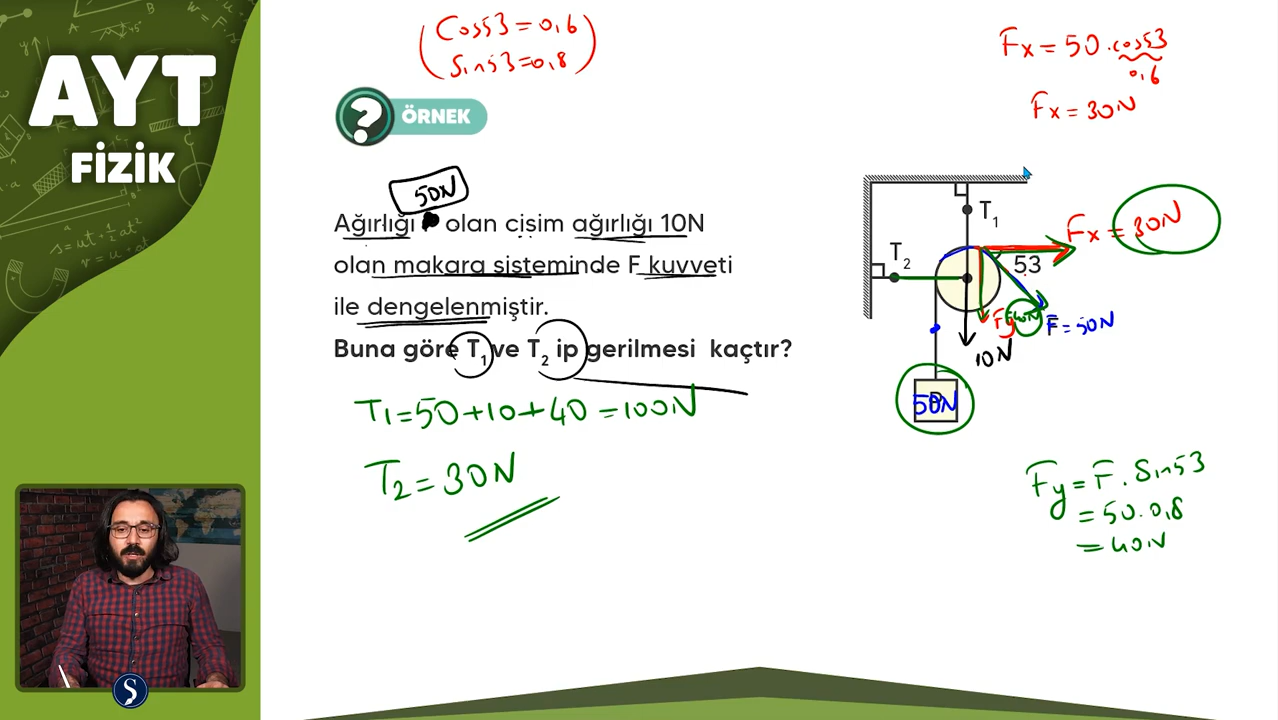 AYT
FİZİK
Cos53 = 0,6
Sin53 = 0,8
ÖRNEK
50N
Ağırlığı olan cişim ağırlığı 10N
olan makara sisteminde F kuvveti
ile dengelenmiştir.
Buna göre T1 ve T2 ip gerilmesi kaçtır?
T1 = 50 + 10 + 40 = 100N
T2 = 30N
Fx = 50 . cos53
0,6
Fx = 30N
T1
Fx = 30N
T2
53
Fy
40N
F = 50N
10N
50N
Fy = F . Sin53
= 50 . 0,8
= 40N
S